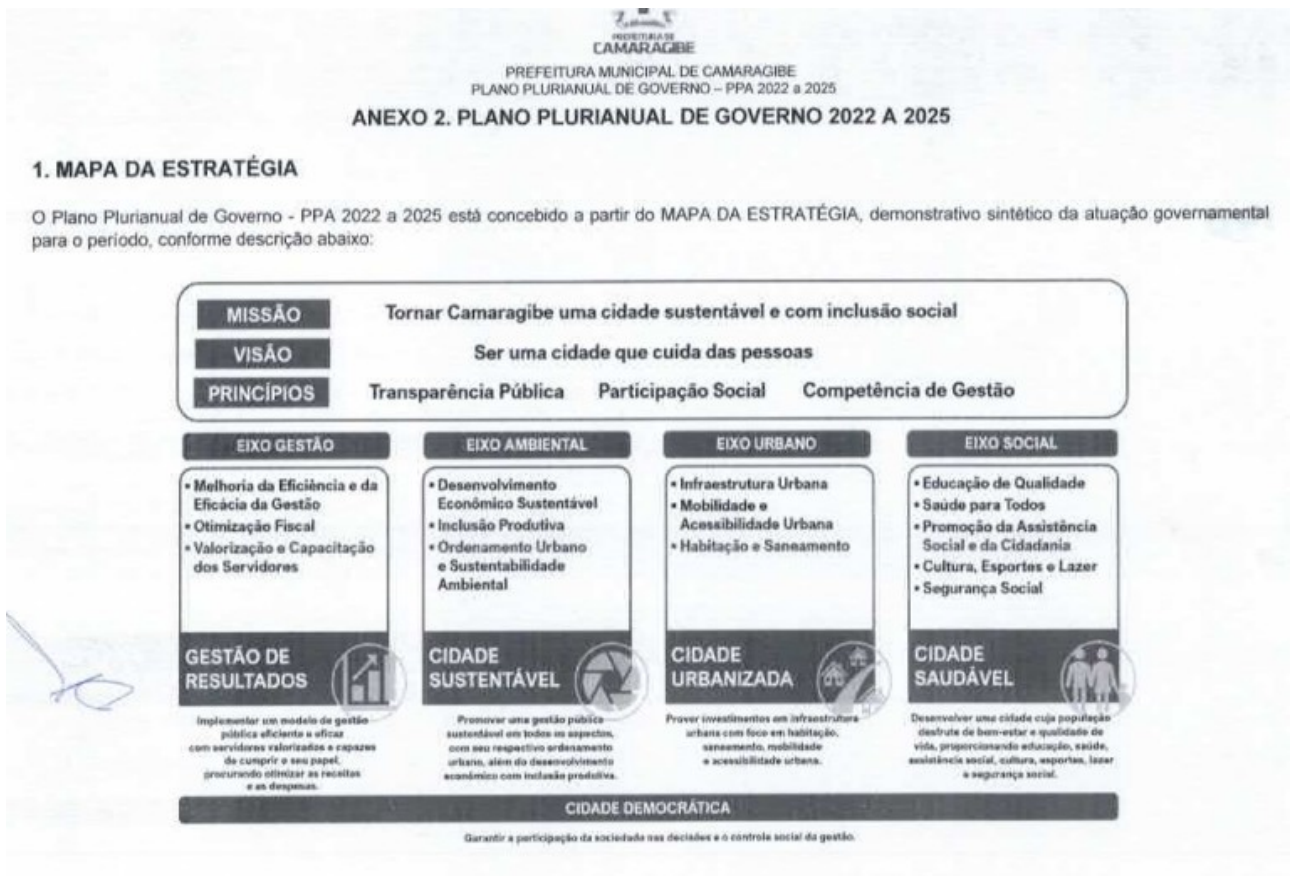 PREFEITURA DE
CAMARAGIBE
PREFEITURA MUNICIPAL DE CAMARAGIBE
PLANO PLURIANUAL DE GOVERNO – PPA 2022 a 2025
ANEXO 2. PLANO PLURIANUAL DE GOVERNO 2022 A 2025
1. MAPA DA ESTRATÉGIA
O Plano Plurianual de Governo - PPA 2022 a 2025 está concebido a partir do MAPA DA ESTRATÉGIA, demonstrativo sintético da atuação governamental
para o período, conforme descrição abaixo:
MISSÃO Tornar Camaragibe uma cidade sustentável e com inclusão social
VISÃO Ser uma cidade que cuida das pessoas
PRINCÍPIOS Transparência Pública Participação Social Competência de Gestão
EIXO GESTÃO
• Melhoria da Eficiência e da
Eficácia da Gestão
• Otimização Fiscal
• Valorização e Capacitação
dos Servidores
GESTÃO DE
RESULTADOS
Implementar um modelo de gestão
pública eficiente e eficaz
com servidores valorizados e capazes
de cumprir o seu papel,
procurando otimizar as receitas
e as despesas.
EIXO AMBIENTAL
• Desenvolvimento
Econômico Sustentável
• Inclusão Produtiva
• Ordenamento Urbano
e Sustentabilidade
Ambiental
CIDADE
SUSTENTÁVEL
Promover uma gestão pública
sustentável em todos os aspectos,
com seu respectivo ordenamento
urbano, além do desenvolvimento
econômico com inclusão produtiva.
EIXO URBANO
• Infraestrutura Urbana
• Mobilidade e
Acessibilidade Urbana
• Habitação e Saneamento
CIDADE
URBANIZADA
Prover investimentos em infraestrutura
urbana com foco em habitação,
saneamento, mobilidade
e acessibilidade urbana.
EIXO SOCIAL
• Educação de Qualidade
• Saúde para Todos
• Promoção da Assistência
Social e da Cidadania
• Cultura, Esportes e Lazer
• Segurança Social
CIDADE
SAUDÁVEL
Desenvolver uma cidade cuja população
desfrute de bem-estar e qualidade de
vida, proporcionando educação, saúde,
assistência social, cultura, esportes, lazer
e segurança social.
CIDADE DEMOCRÁTICA
Garantir a participação da sociedade nas decisões e o controle social da gestão.